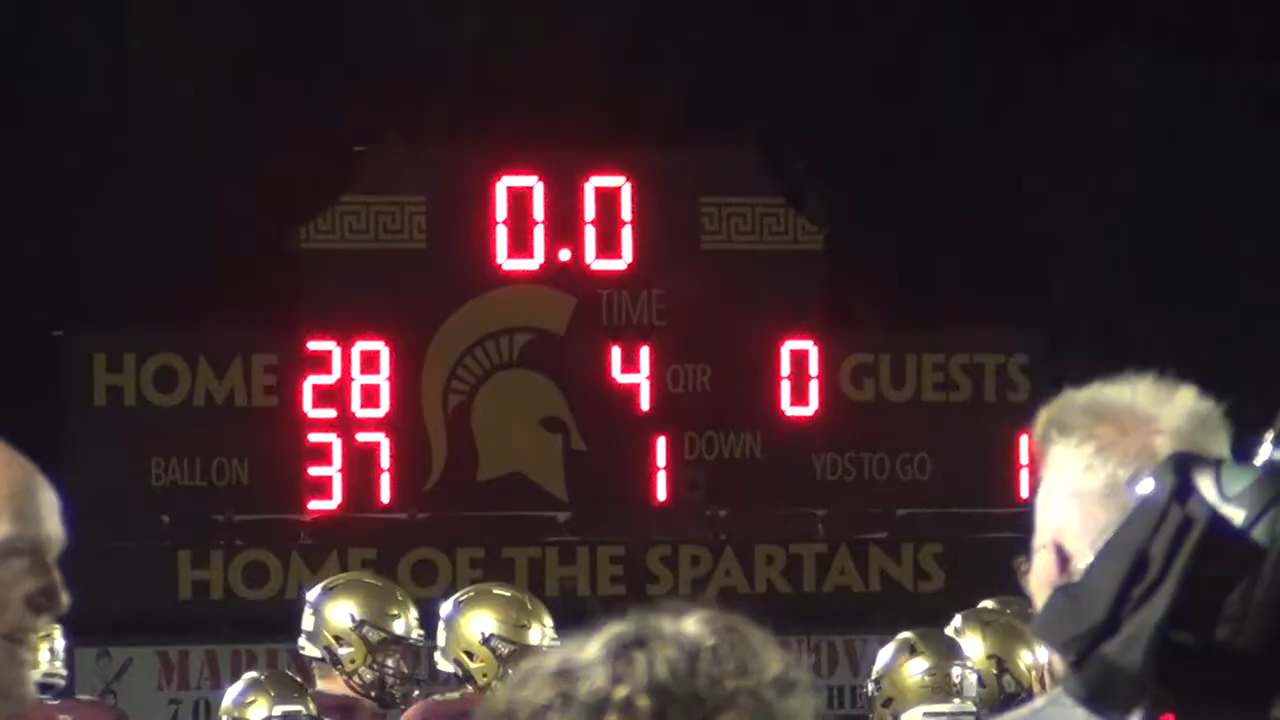 0.0
TIME
HOME 28 4 QTR 0 GUESTS
BALL ON 37 1 DOWN YDS TO GO 1
HOME OF THE SPARTANS